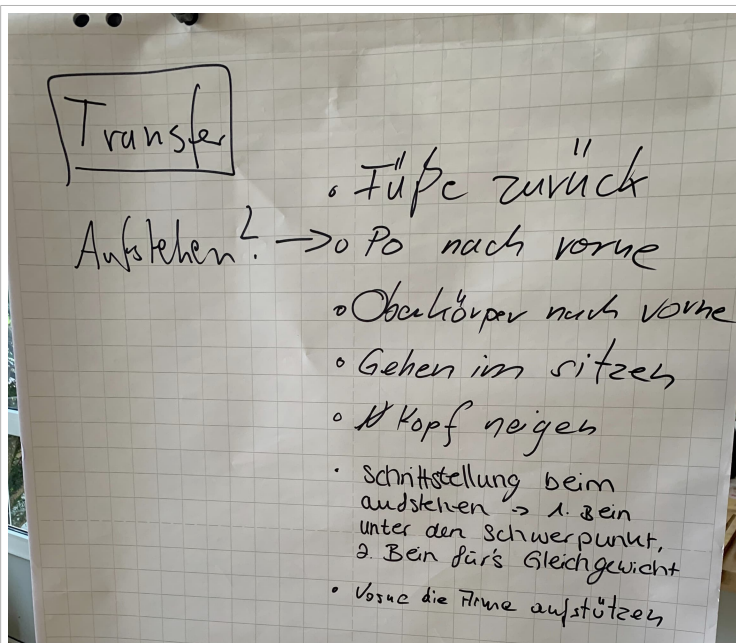 Transfer
Aufstehen? →
• Füße zurück
• Po nach vorne
• Oberkörper nach vorne
• Gehen im sitzen
• Kopf neigen
• Schrittstellung beim
audstehen → 1. Bein
unter den Schwerpunkt,
2. Bein für's Gleichgewicht
• Vorne die Arme aufstützen